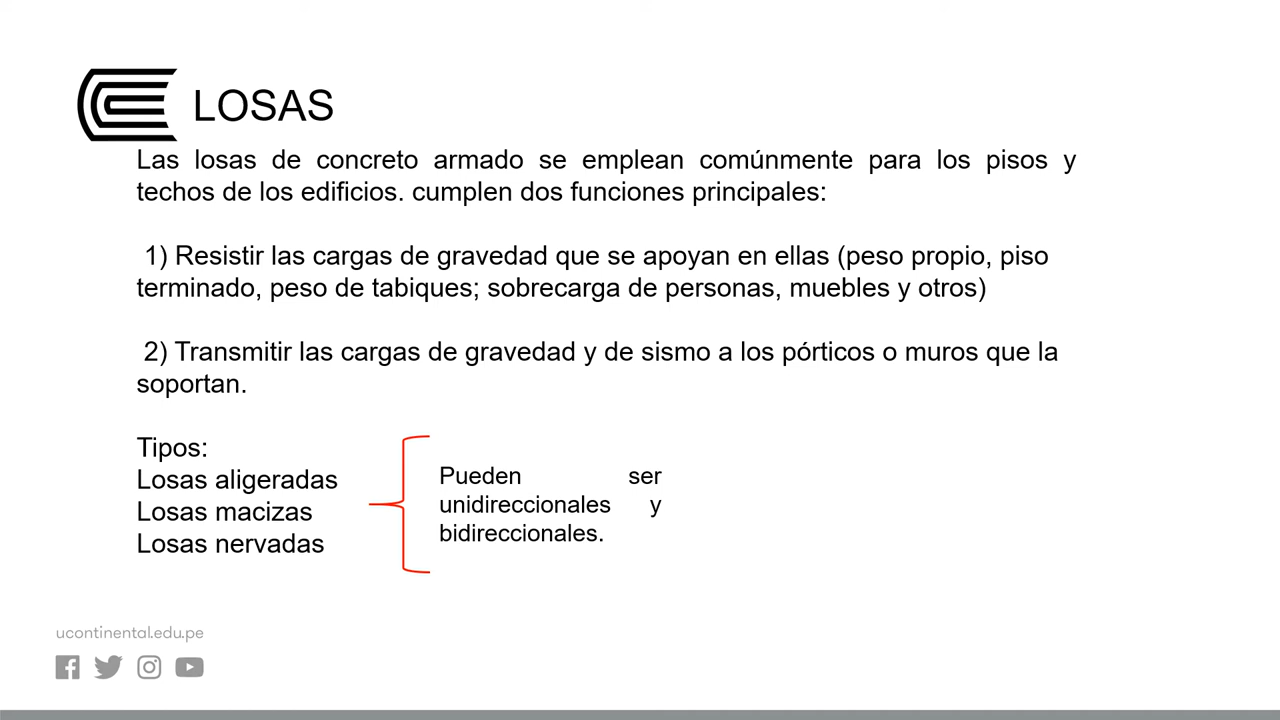 LOSAS
Las losas de concreto armado se emplean comúnmente para los pisos y
techos de los edificios. cumplen dos funciones principales:
1) Resistir las cargas de gravedad que se apoyan en ellas (peso propio, piso
terminado, peso de tabiques; sobrecarga de personas, muebles y otros)
2) Transmitir las cargas de gravedad y de sismo a los pórticos o muros que la
soportan.
Tipos:
Losas aligeradas
Losas macizas
Losas nervadas
Pueden ser
unidireccionales y
bidireccionales.
ucontinental.edu.pe